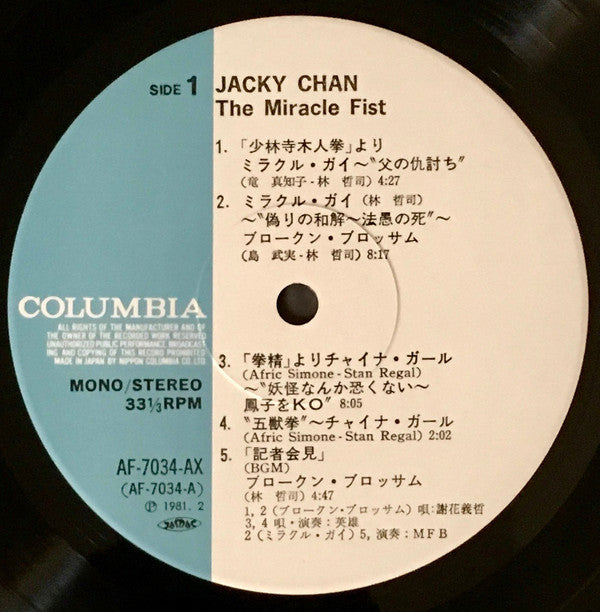 SIDE 1
JACKY CHAN
The Miracle Fist
1. 「少林寺木人拳」より
ミラクル・ガイ〜“父の仇討ち”
(竜 真知子-林 哲司) 4:27
2. ミラクル・ガイ (林 哲司)
〜“偽りの和解〜法愚の死”〜
ブロークン・ブロッサム
(島 武実-林 哲司) 8:17
COLUMBIA
ALL RIGHTS OF THE MANUFACTURER AND OF
THE OWNER OF THE RECORDED WORK RESERVED
UNAUTHORIZED PUBLIC PERFORMANCE BROADCAST-
ING AND COPYING OF THIS RECORD PROHIBITED
MADE IN JAPAN BY NIPPON COLUMBIA CO. LTD.
MONO/STEREO
33⅓RPM
3. 「拳精」よりチャイナ・ガール
(Afric Simone-Stan Regal)
〜“妖怪なんか恐くない〜
鳳子をKO” 8:05
4. “五獣拳”〜チャイナ・ガール
(Afric Simone-Stan Regal) 2:02
5. 「記者会見」
(BGM)
ブロークン・ブロッサム
(林 哲司) 4:47
1, 2 (ブロークン・ブロッサム) 唄:謝花義哲
3, 4 唄・演奏:英雄
2 (ミラクル・ガイ) 5, 演奏:MFB
AF-7034-AX
(AF-7034-A)
Ⓟ 1981. 2
JASRAC